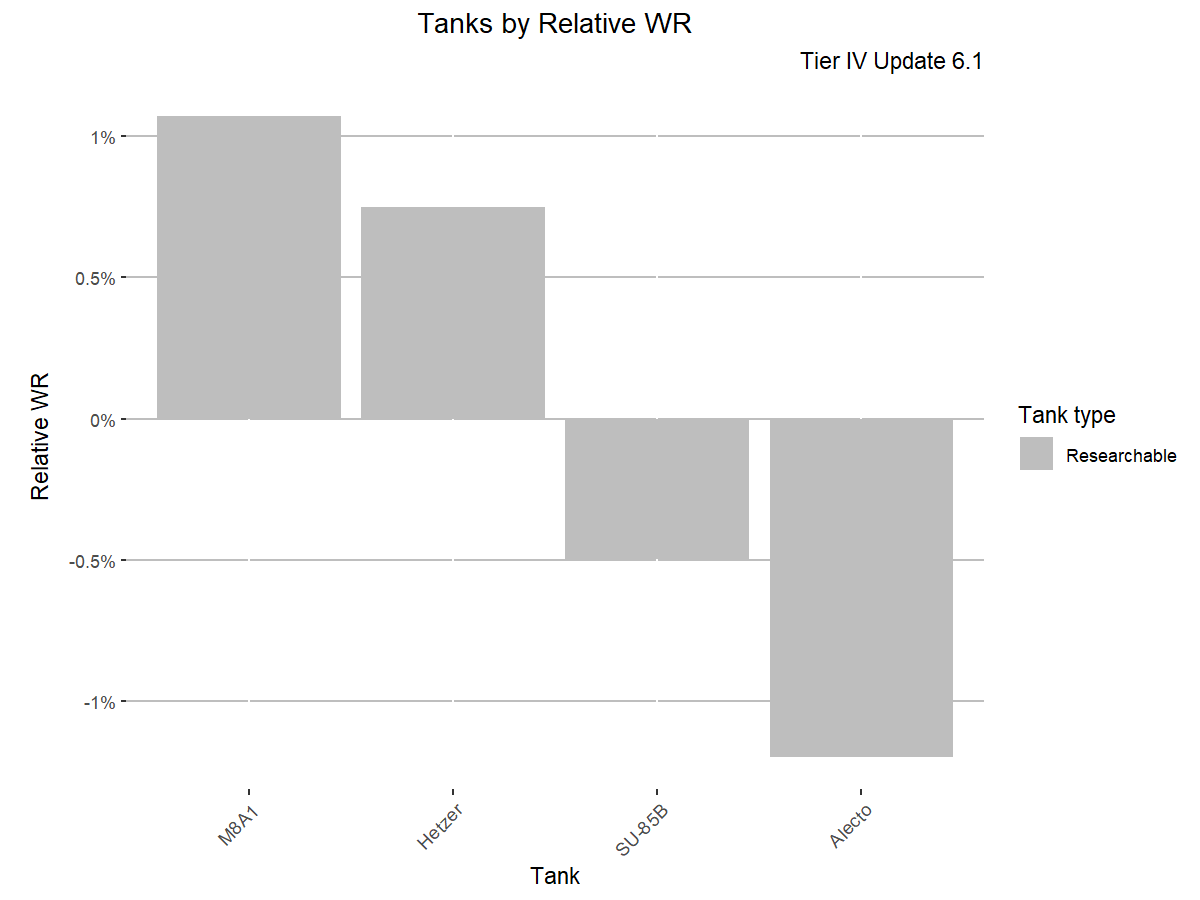 Tanks by Relative WR
Tier IV Update 6.1
1%
0.5%
0%
-0.5%
-1%
Relative WR
M8A1
Hetzer
SU-85B
Alecto
Tank
Tank type
Researchable